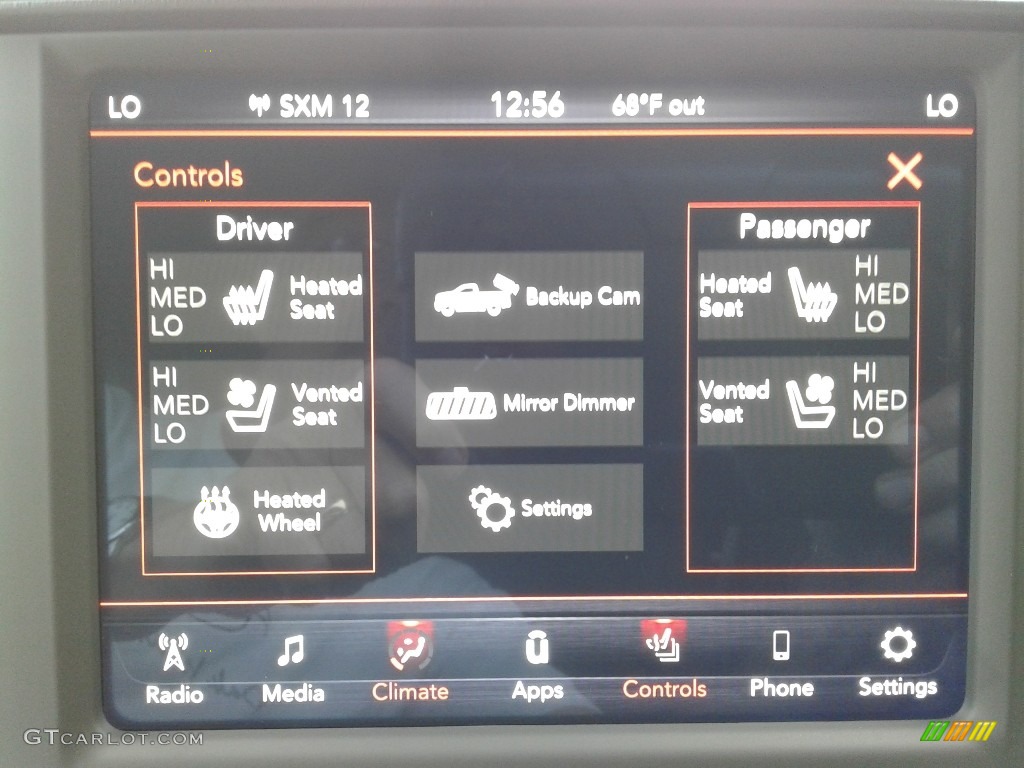 LO SXM 12 12:56 68°F out LO
Controls
Driver
HI
MED
LO
Heated
Seat
HI
MED
LO
Vented
Seat
Heated
Wheel
Backup Cam
Mirror Dimmer
Settings
Passenger
Heated
Seat
HI
MED
LO
Vented
Seat
HI
MED
LO
Radio Media Climate Apps Controls Phone Settings
GTCARLOT.COM